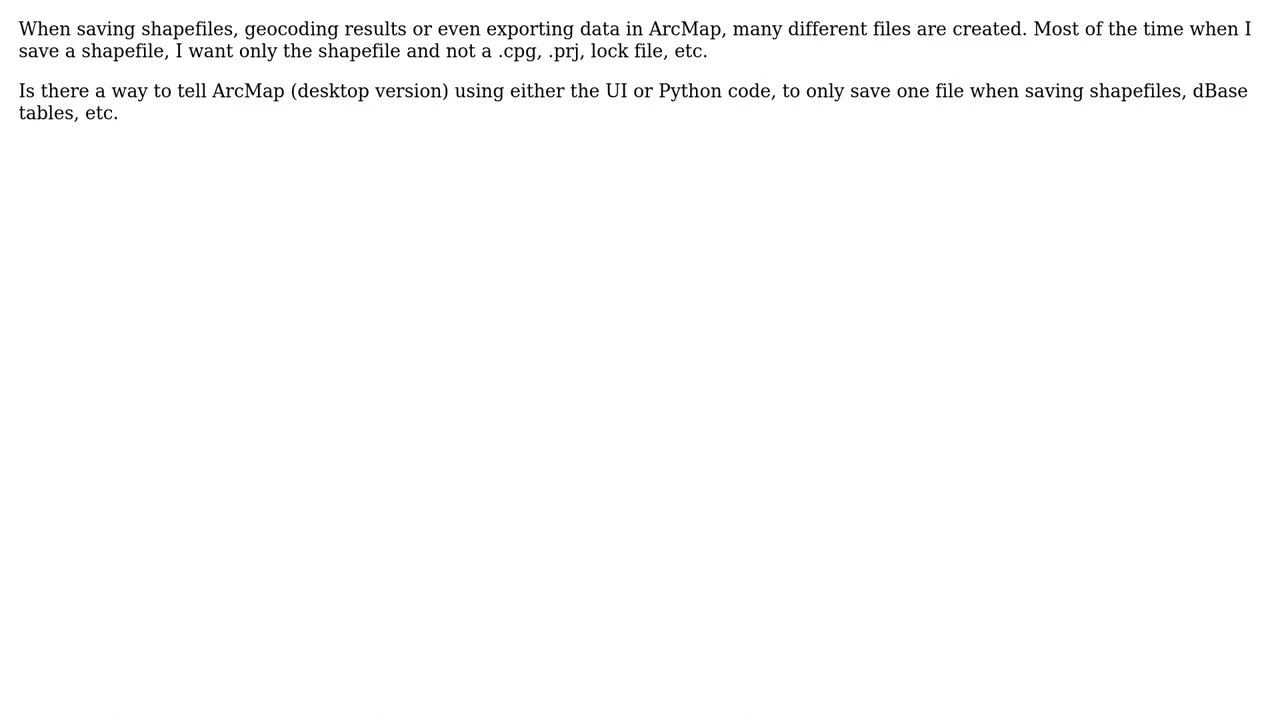 When saving shapefiles, geocoding results or even exporting data in ArcMap, many different files are created. Most of the time when I
save a shapefile, I want only the shapefile and not a .cpg, .prj, lock file, etc.
Is there a way to tell ArcMap (desktop version) using either the UI or Python code, to only save one file when saving shapefiles, dBase
tables, etc.